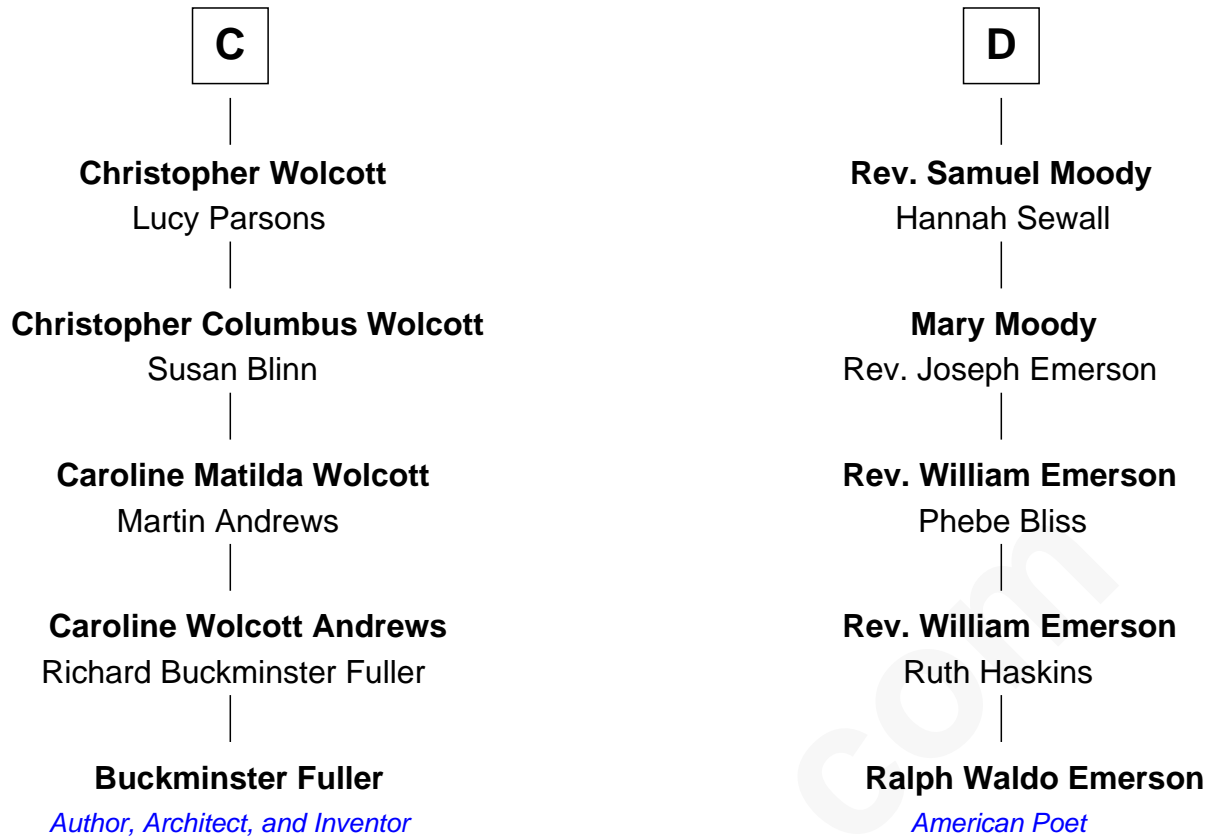 C
Christopher Wolcott
Lucy Parsons
Christopher Columbus Wolcott
Susan Blinn
Caroline Matilda Wolcott
Martin Andrews
Caroline Wolcott Andrews
Richard Buckminster Fuller
Buckminster Fuller
Author, Architect, and Inventor
D
Rev. Samuel Moody
Hannah Sewall
Mary Moody
Rev. Joseph Emerson
Rev. William Emerson
Phebe Bliss
Rev. William Emerson
Ruth Haskins
Ralph Waldo Emerson
American Poet
com